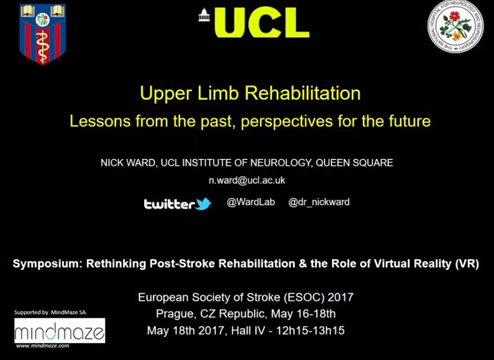 UCL
Upper Limb Rehabilitation
Lessons from the past, perspectives for the future
NICK WARD, UCL INSTITUTE OF NEUROLOGY, QUEEN SQUARE
n.ward@ucl.ac.uk
twitter @WardLab @dr_nickward
Symposium: Rethinking Post-Stroke Rehabilitation & the Role of Virtual Reality (VR)
European Society of Stroke (ESOC) 2017
Prague, CZ Republic, May 16-18th
May 18th 2017, Hall IV - 12h15-13h15
Supported by MindMaze SA.
mindmaze
www.mindmaze.com